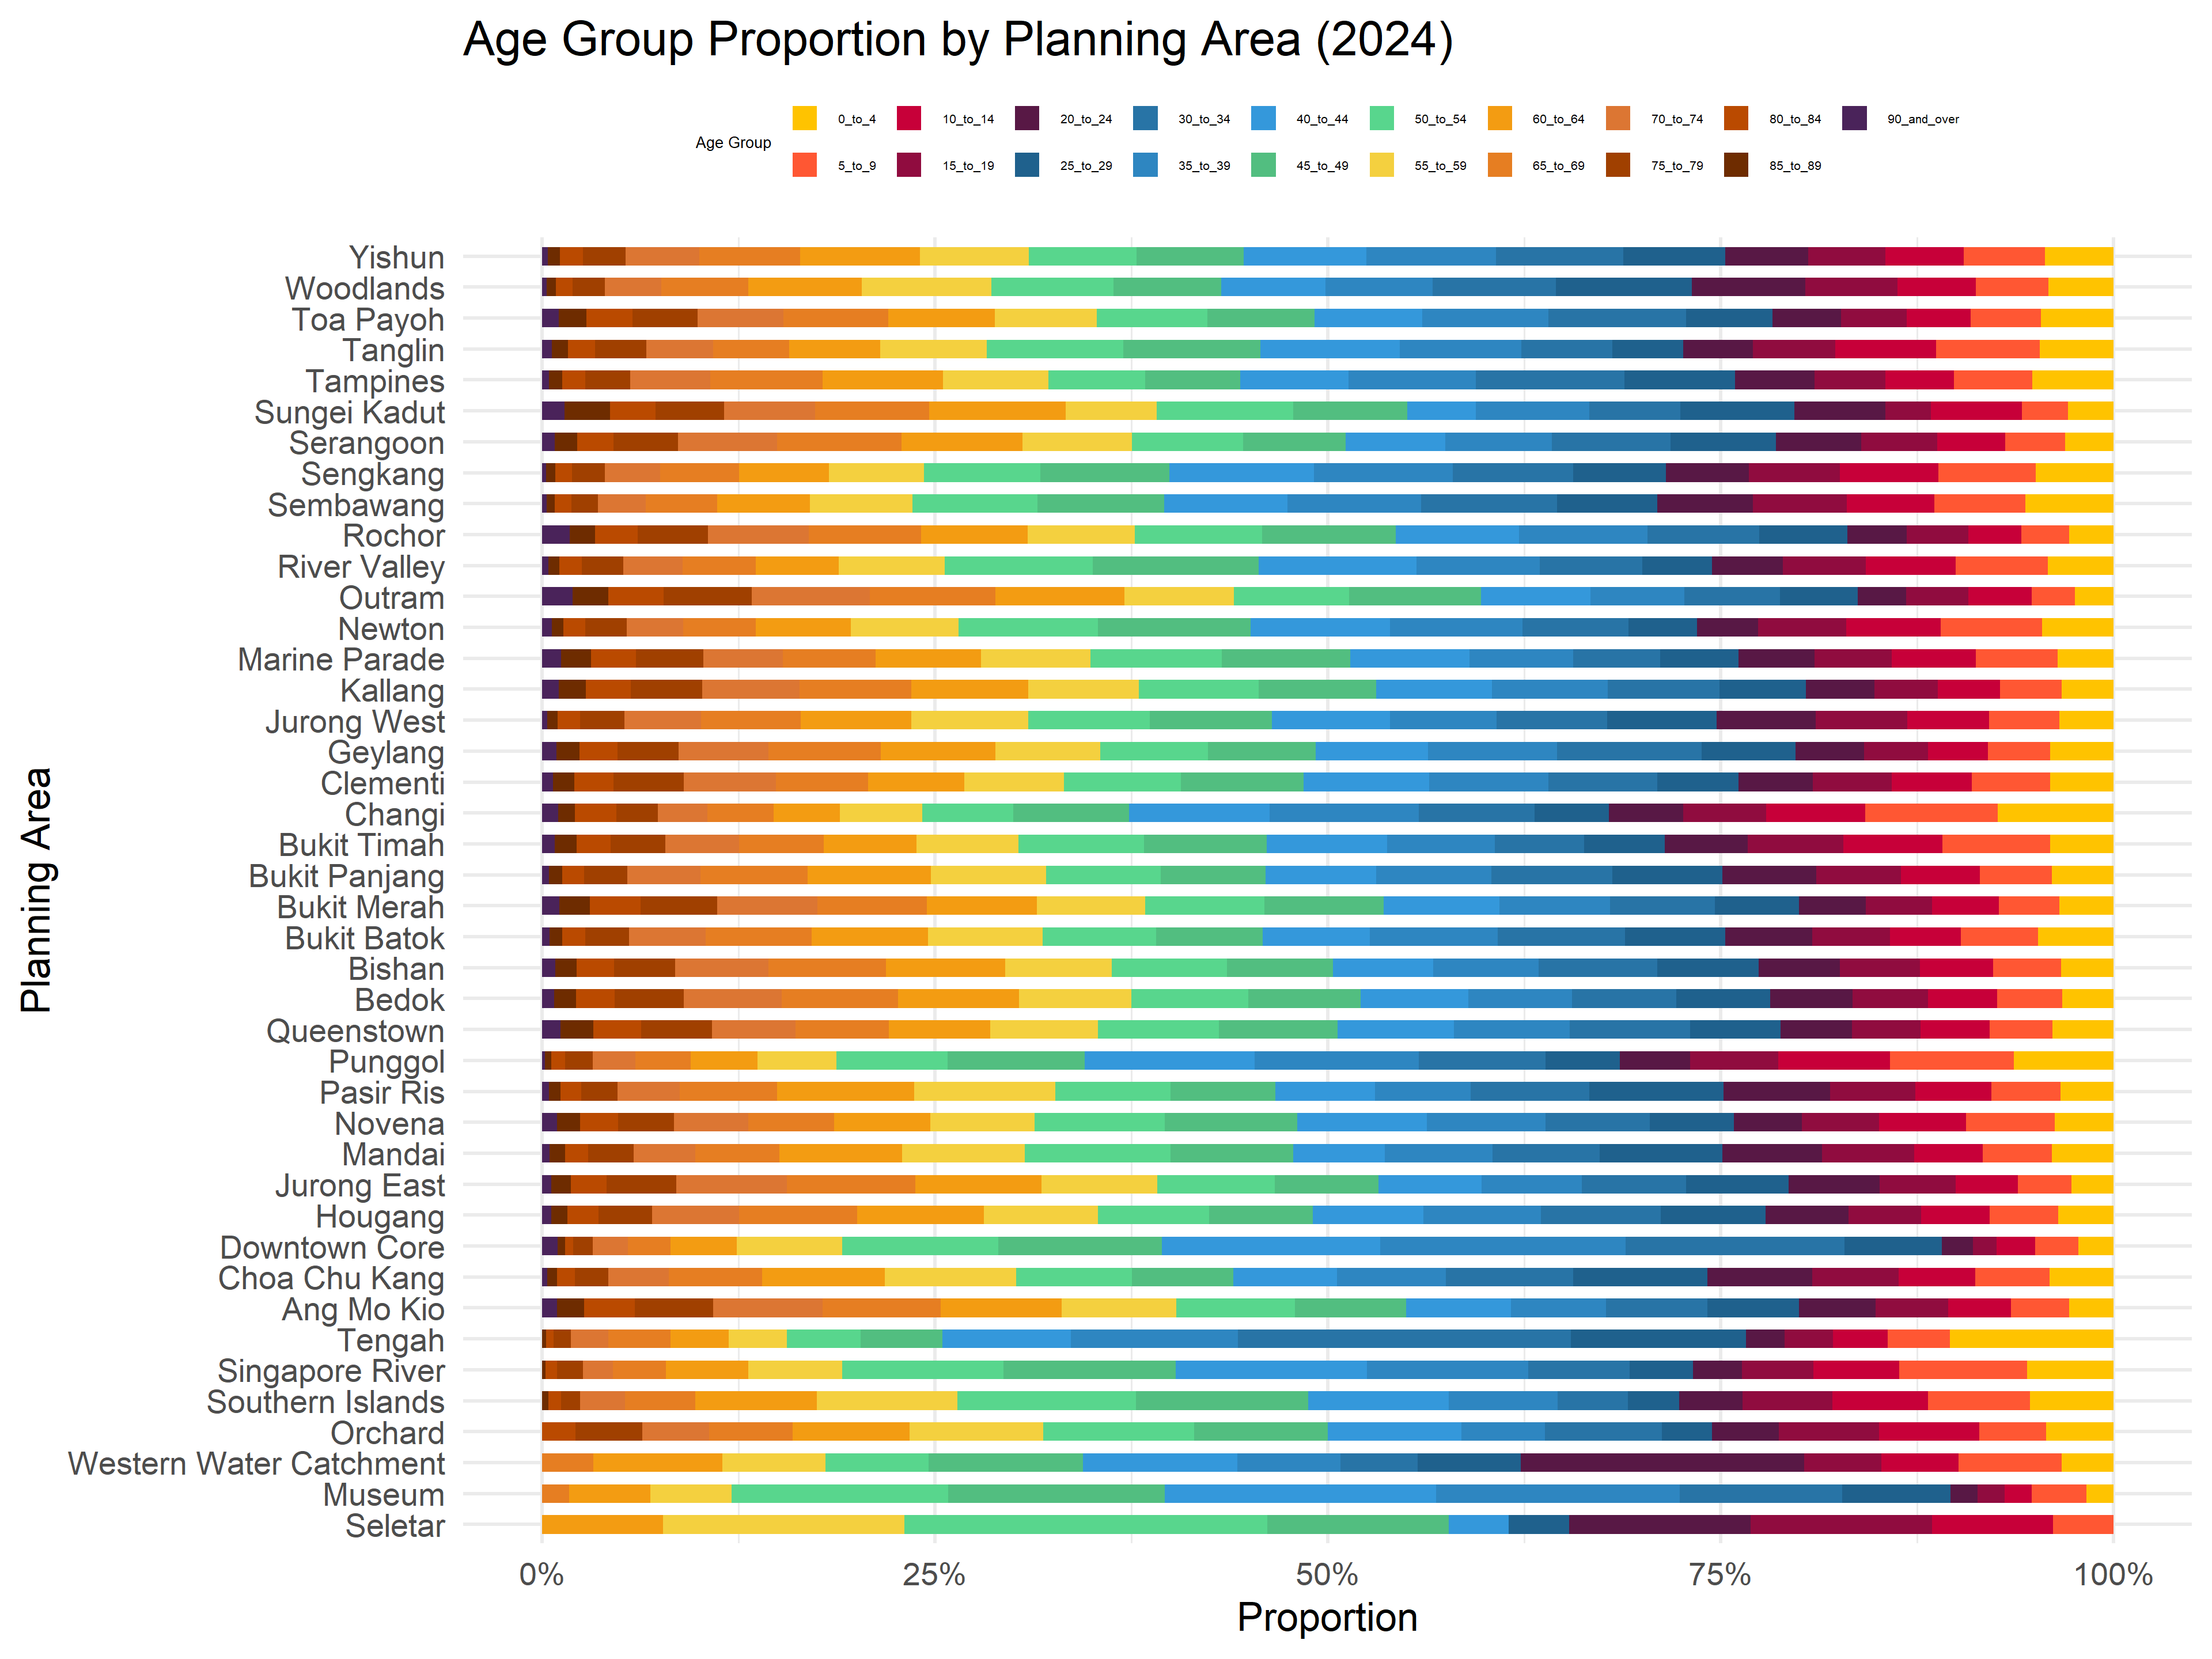 Age Group Proportion by Planning Area (2024)
0_to_4 10_to_14 20_to_24 30_to_34 40_to_44 50_to_54 60_to_64 70_to_74 80_to_84 90_and_over
Age Group
5_to_9 15_to_19 25_to_29 35_to_39 45_to_49 55_to_59 65_to_69 75_to_79 85_to_89
Planning Area
Yishun
Woodlands
Toa Payoh
Tanglin
Tampines
Sungei Kadut
Serangoon
Sengkang
Sembawang
Rochor
River Valley
Outram
Newton
Marine Parade
Kallang
Jurong West
Geylang
Clementi
Changi
Bukit Timah
Bukit Panjang
Bukit Merah
Bukit Batok
Bishan
Bedok
Queenstown
Punggol
Pasir Ris
Novena
Mandai
Jurong East
Hougang
Downtown Core
Choa Chu Kang
Ang Mo Kio
Tengah
Singapore River
Southern Islands
Orchard
Western Water Catchment
Museum
Seletar
0% 25% 50% 75% 100%
Proportion